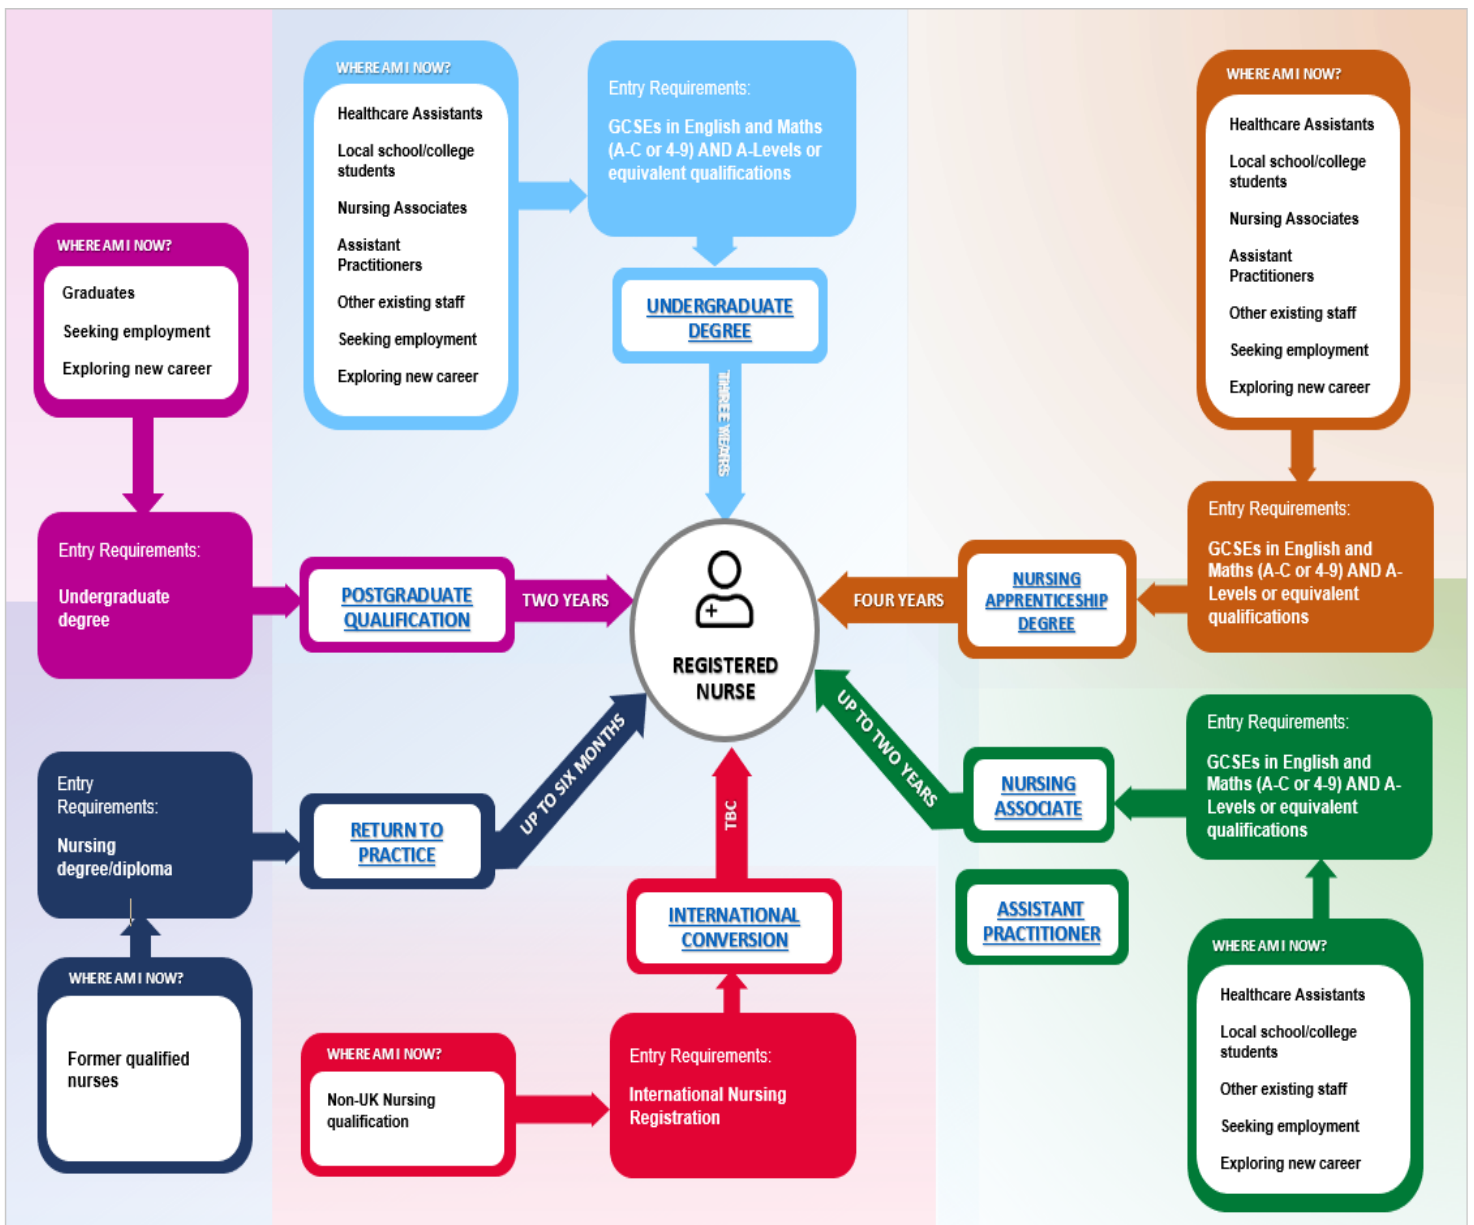 WHERE AM I NOW?
Graduates
Seeking employment
Exploring new career
Entry Requirements:
Undergraduate
degree
POSTGRADUATE
QUALIFICATION
TWO YEARS
WHERE AM I NOW?
Healthcare Assistants
Local school/college
students
Nursing Associates
Assistant
Practitioners
Other existing staff
Seeking employment
Exploring new career
Entry Requirements:
GCSEs in English and Maths
(A-C or 4-9) AND A-Levels or
equivalent qualifications
UNDERGRADUATE
DEGREE
THREE YEARS
WHERE AM I NOW?
Healthcare Assistants
Local school/college
students
Nursing Associates
Assistant
Practitioners
Other existing staff
Seeking employment
Exploring new career
Entry Requirements:
GCSEs in English and
Maths (A-C or 4-9) AND A-
Levels or equivalent
qualifications
NURSING
APPRENTICESHIP
DEGREE
FOUR YEARS
REGISTERED
NURSE
Entry
Requirements:
Nursing
degree/diploma
WHERE AM I NOW?
Former qualified
nurses
RETURN TO
PRACTICE
UP TO SIX MONTHS
TBC
INTERNATIONAL
CONVERSION
WHERE AM I NOW?
Non-UK Nursing
qualification
Entry Requirements:
International Nursing
Registration
UP TO TWO YEARS
NURSING
ASSOCIATE
ASSISTANT
PRACTITIONER
Entry Requirements:
GCSEs in English and
Maths (A-C or 4-9) AND A-
Levels or equivalent
qualifications
WHERE AM I NOW?
Healthcare Assistants
Local school/college
students
Other existing staff
Seeking employment
Exploring new career